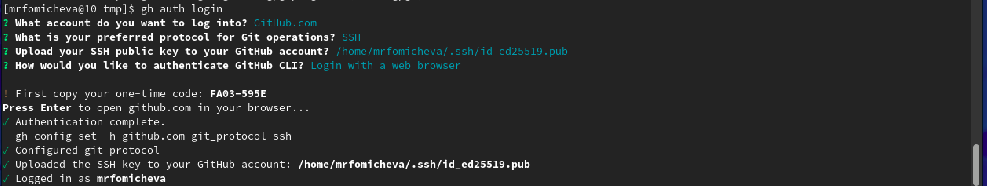 [mrfomicheva@10 tmp]$ gh auth login
? What account do you want to log into? GitHub.com
? What is your preferred protocol for Git operations? SSH
? Upload your SSH public key to your GitHub account? /home/mrfomicheva/.ssh/id_ed25519.pub
? How would you like to authenticate GitHub CLI? Login with a web browser
! First copy your one-time code: FA03-595E
Press Enter to open github.com in your browser...
✓ Authentication complete.
- gh config set -h github.com git_protocol ssh
✓ Configured git protocol
✓ Uploaded the SSH key to your GitHub account: /home/mrfomicheva/.ssh/id_ed25519.pub
✓ Logged in as mrfomicheva